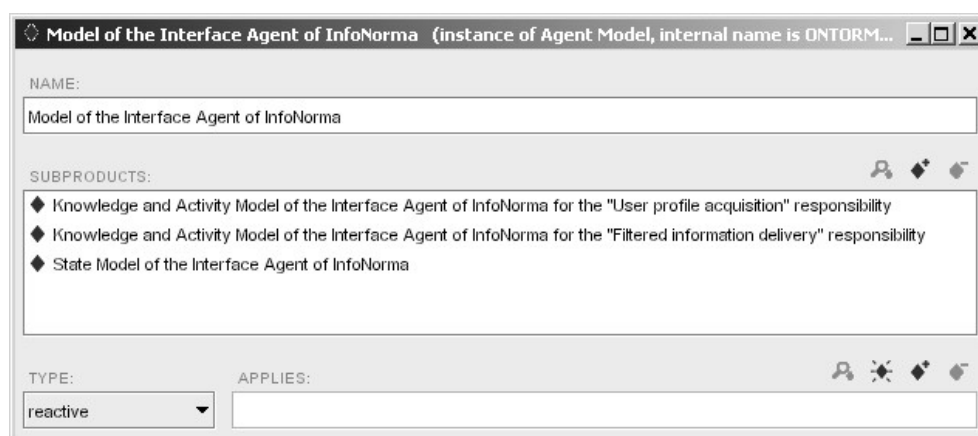 Model of the Interface Agent of InfoNorma (instance of Agent Model, internal name is ONTORM...
NAME:
Model of the Interface Agent of InfoNorma
SUBPRODUCTS:
Knowledge and Activity Model of the Interface Agent of InfoNorma for the "User profile acquisition" responsibility
Knowledge and Activity Model of the Interface Agent of InfoNorma for the "Filtered information delivery" responsibility
State Model of the Interface Agent of InfoNorma
TYPE: APPLIES:
reactive